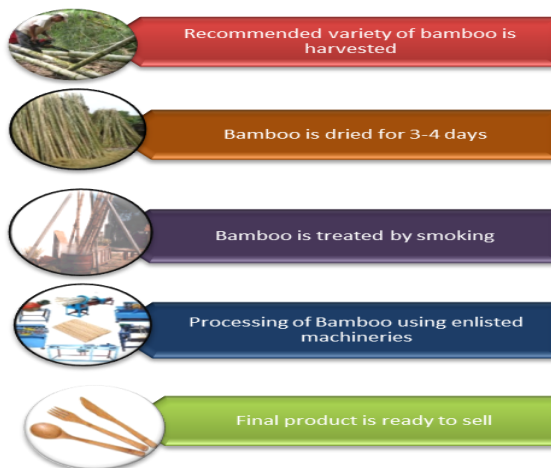 Recommended variety of bamboo is
harvested
Bamboo is dried for 3-4 days
Bamboo is treated by smoking
Processing of Bamboo using enlisted
machineries
Final product is ready to sell